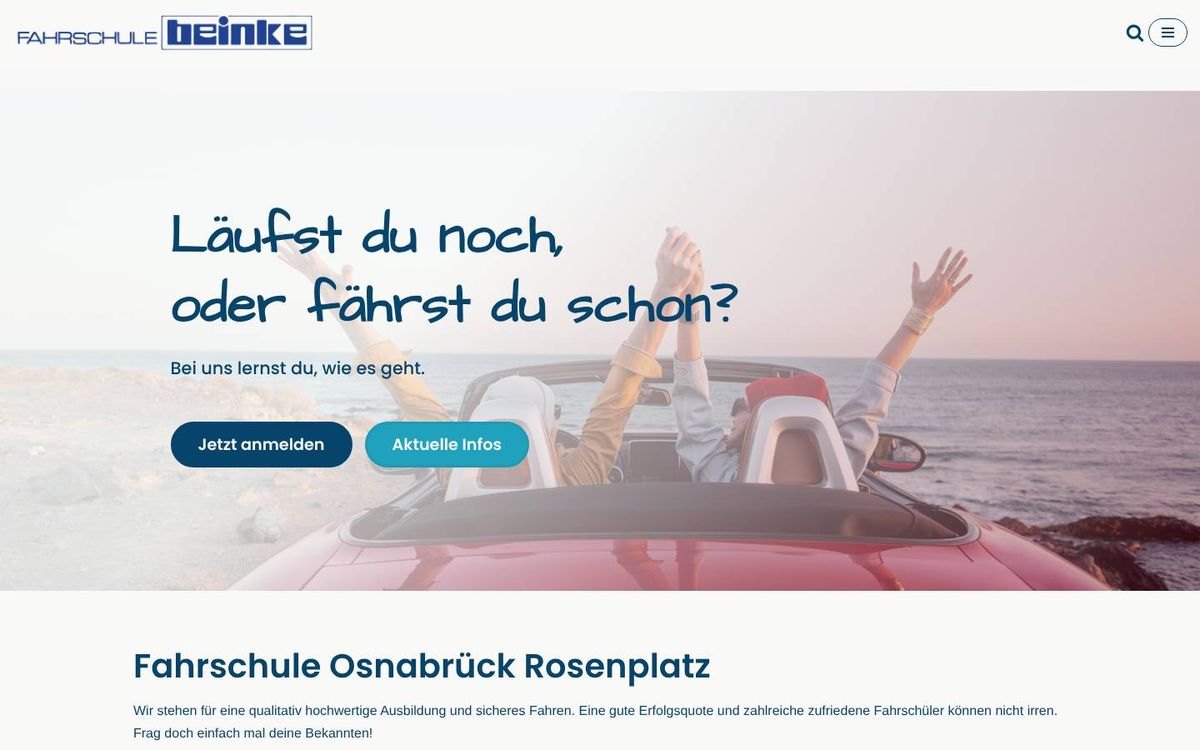 FAHRSCHULE beinke
Läufst du noch,
oder fährst du schon?
Bei uns lernst du, wie es geht.
Jetzt anmelden
Aktuelle Infos
Fahrschule Osnabrück Rosenplatz
Wir stehen für eine qualitativ hochwertige Ausbildung und sicheres Fahren. Eine gute Erfolgsquote und zahlreiche zufriedene Fahrschüler können nicht irren.
Frag doch einfach mal deine Bekannten!